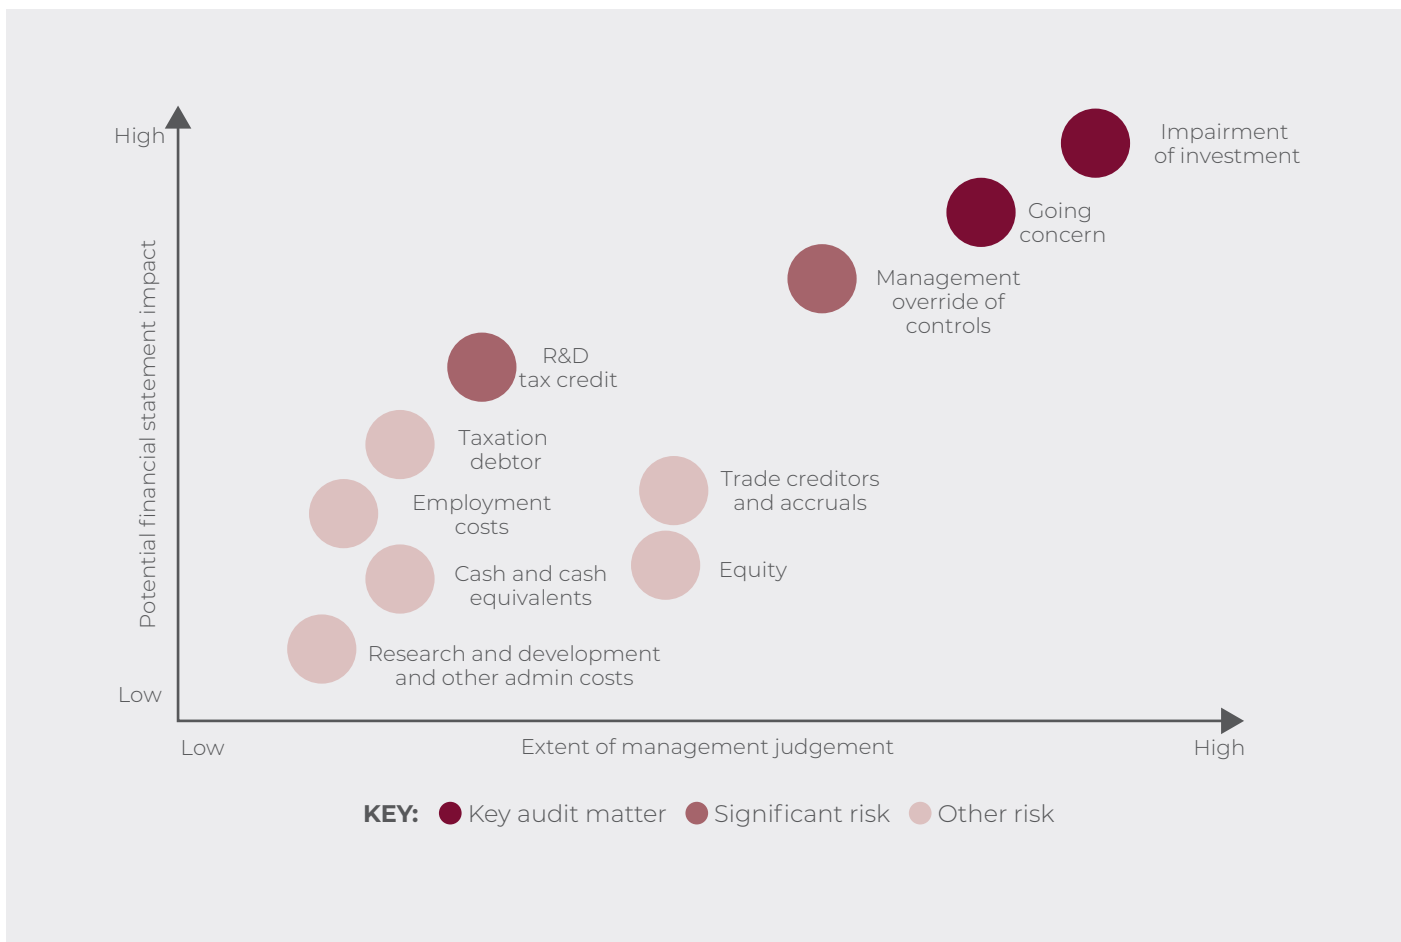 High
Impairment
of investment
Going
concern
Management
override of
controls
R&D
tax credit
Taxation
debtor
Employment
costs
Trade creditors
and accruals
Cash and cash
equivalents
Equity
Research and development
and other admin costs
Potential financial statement impact
Low
Low
Extent of management judgement
High
KEY: Key audit matter Significant risk Other risk